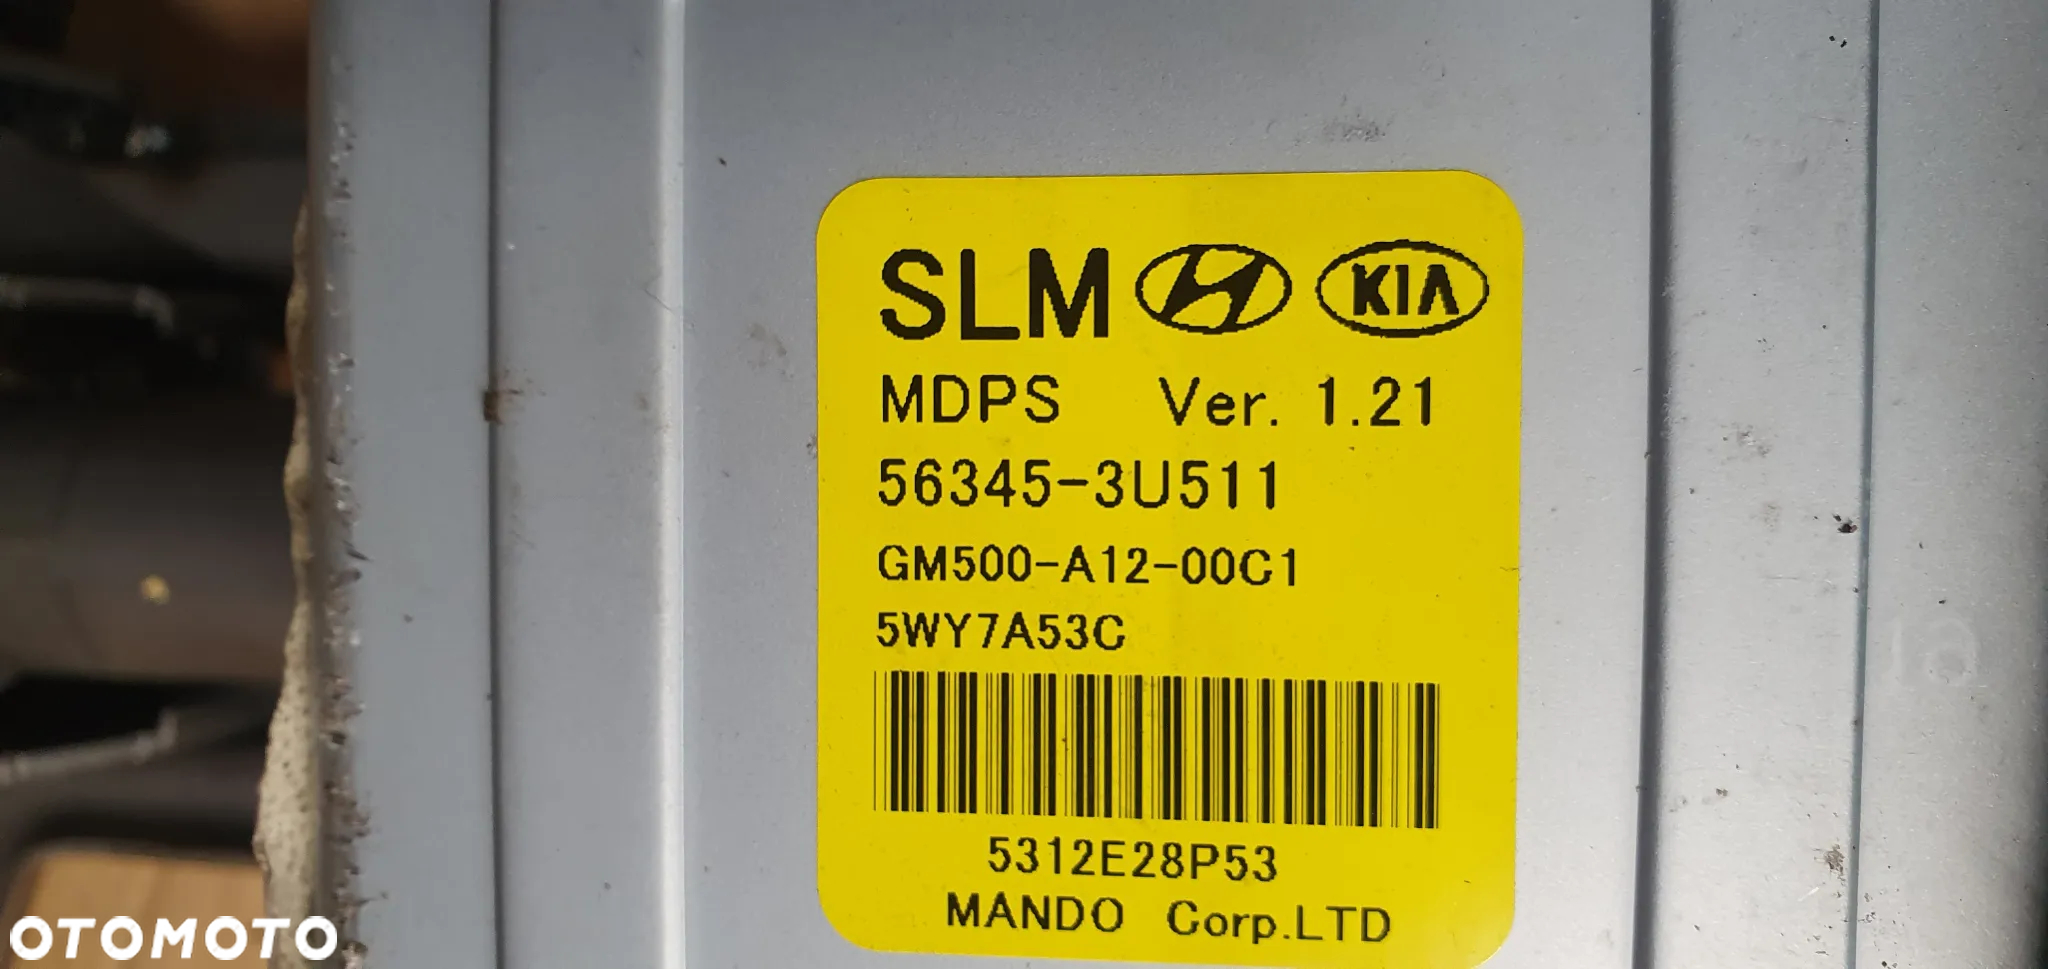 SLM KIA
MDPS Ver. 1.21
56345-3U511
GM500-A12-00C1
5WY7A53C
5312E28P53
MANDO Corp.LTD
OTOMOTO